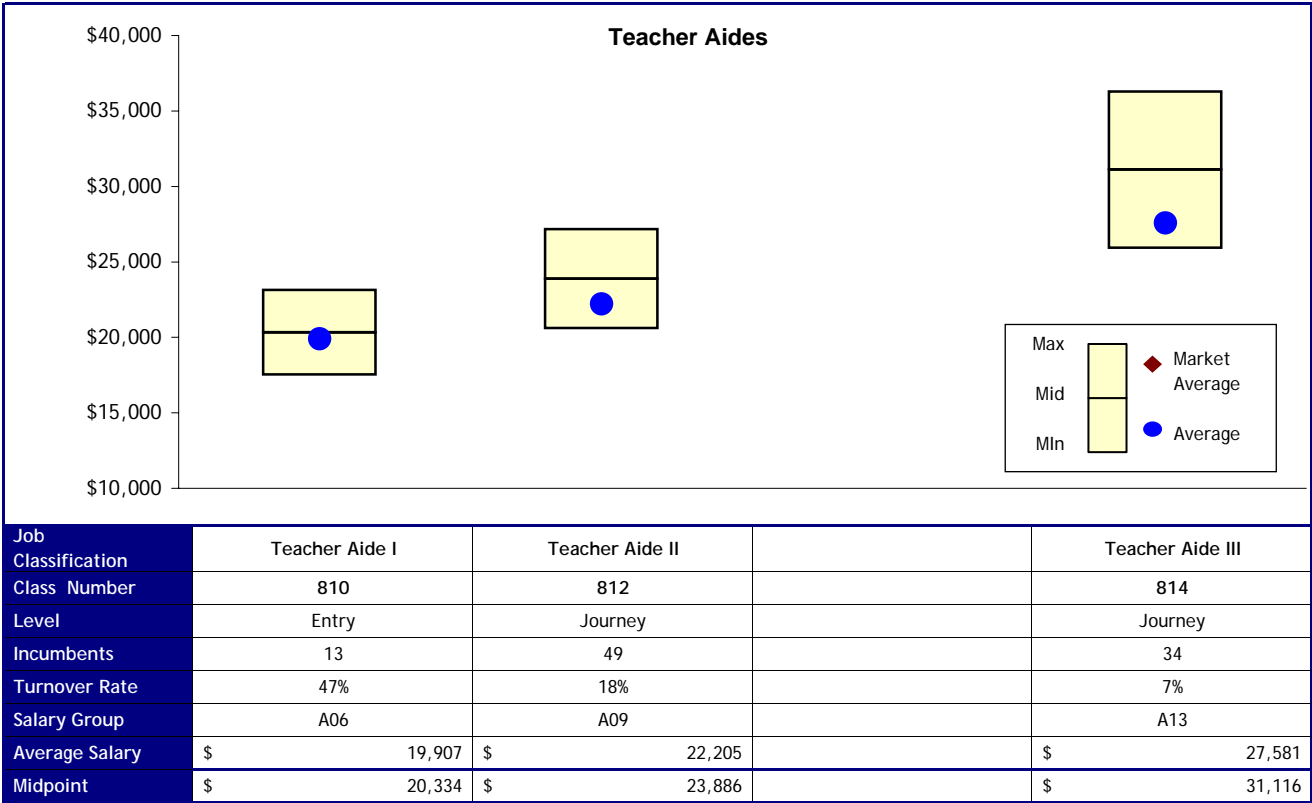 Teacher Aides
$40,000
$35,000
$30,000
$25,000
$20,000
$15,000
$10,000
Max
Mid
MIn
Market
Average
Average
Job
Classification
Teacher Aide I
Teacher Aide II
Teacher Aide III
Class Number 810 812 814
Level Entry Journey Journey
Incumbents 13 49 34
Turnover Rate 47% 18% 7%
Salary Group A06 A09 A13
Average Salary $ 19,907 $ 22,205 $ 27,581
Midpoint $ 20,334 $ 23,886 $ 31,116